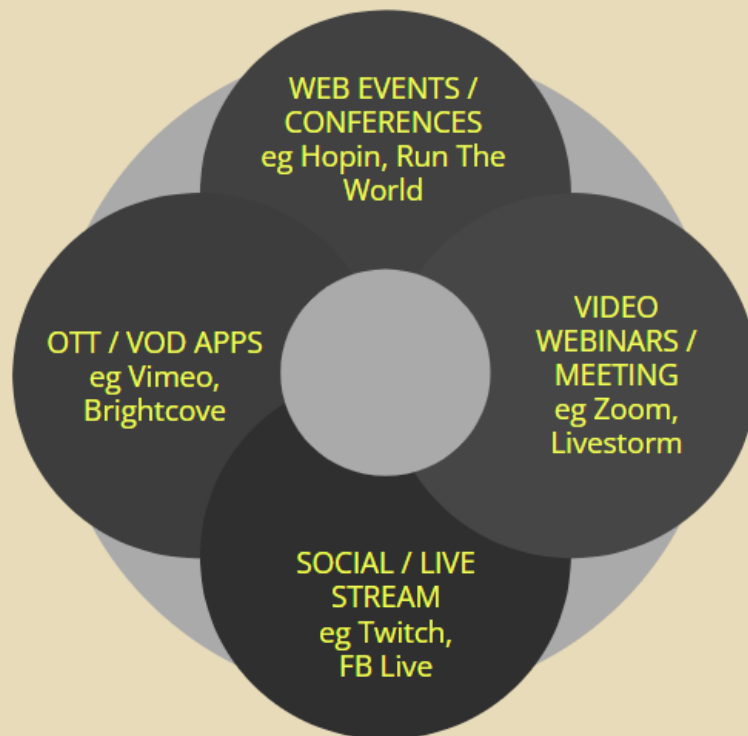 WEB EVENTS /
CONFERENCES
eg Hopin, Run The
World
OTT / VOD APPS
eg Vimeo,
Brightcove
VIDEO
WEBINARS /
MEETING
eg Zoom,
Livestorm
SOCIAL / LIVE
STREAM
eg Twitch,
FB Live